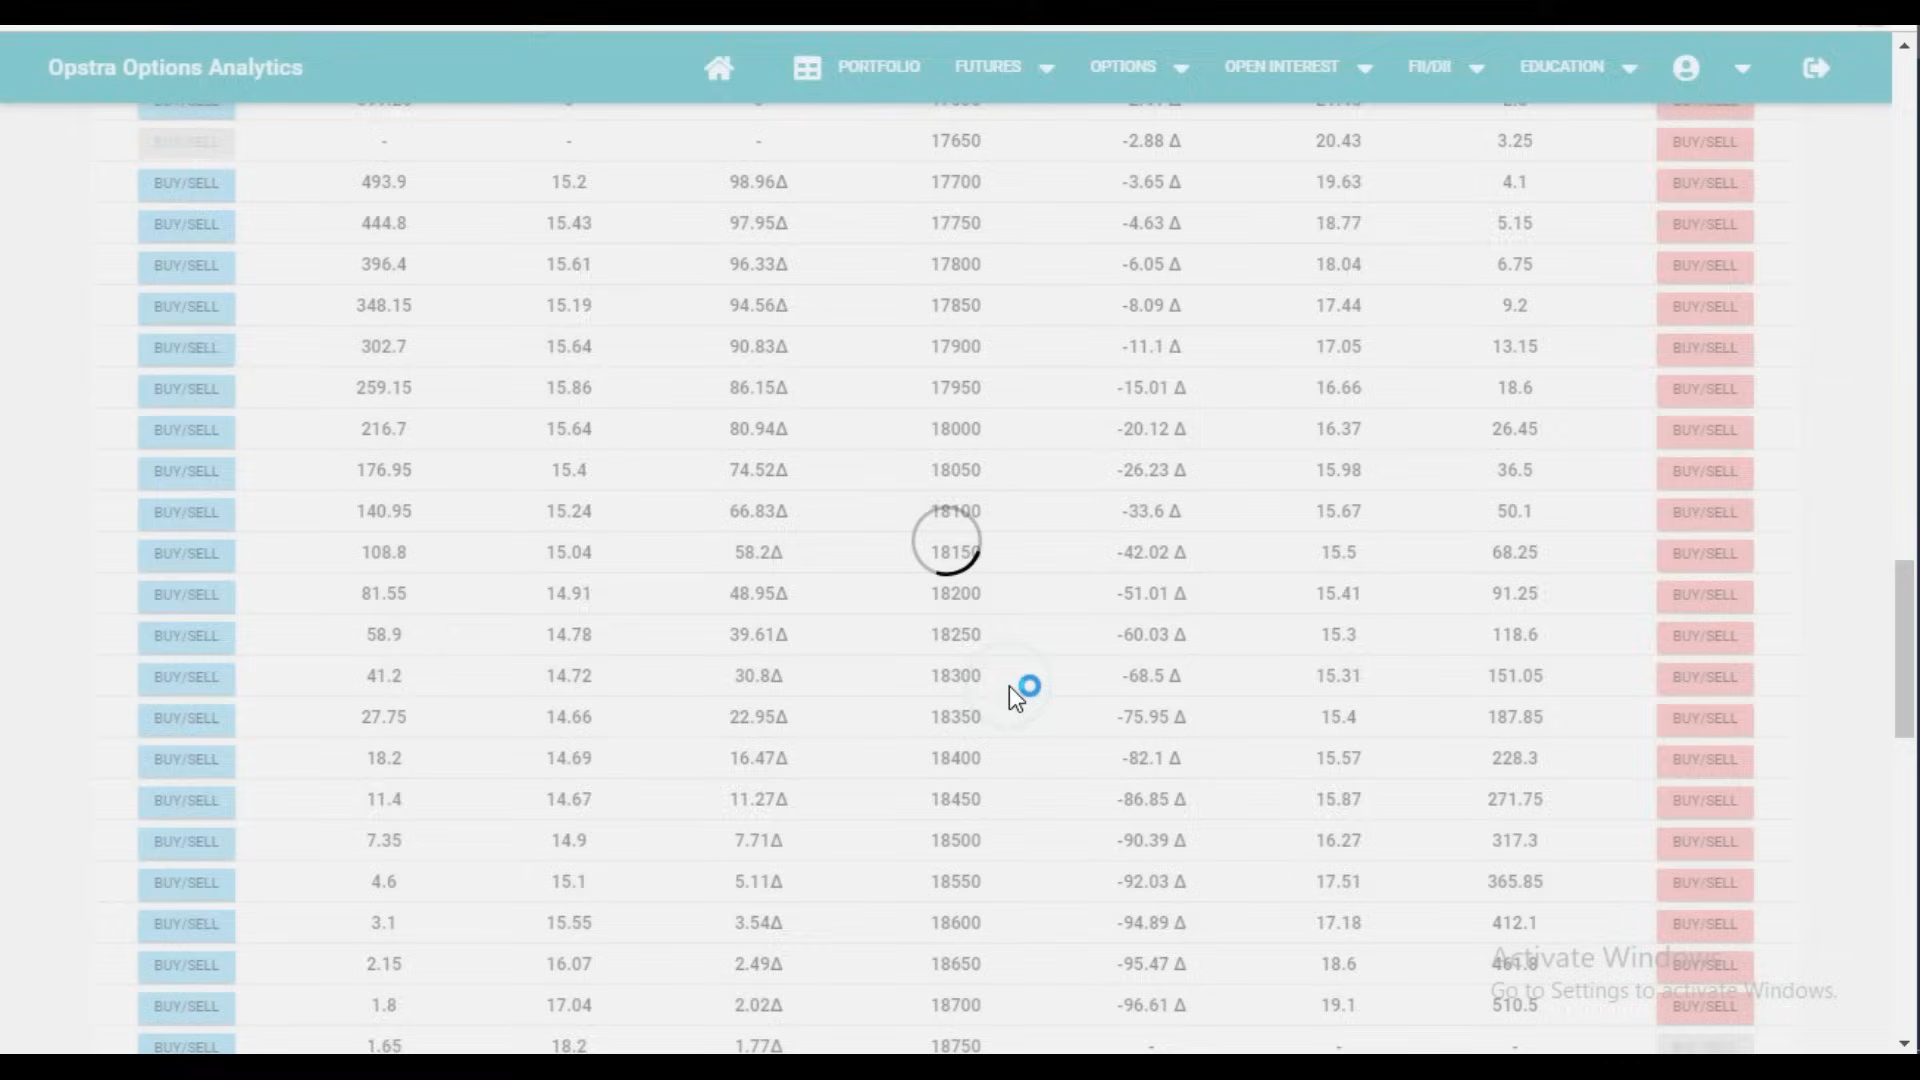 Opstra Options Analytics PORTFOLIO FUTURES OPTIONS OPEN INTEREST FII/DII EDUCATION
BUY/SELL - - - 17650 -2.88 Δ 20.43 3.25 BUY/SELL
BUY/SELL 493.9 15.2 98.96Δ 17700 -3.65 Δ 19.63 4.1 BUY/SELL
BUY/SELL 444.8 15.43 97.95Δ 17750 -4.63 Δ 18.77 5.15 BUY/SELL
BUY/SELL 396.4 15.61 96.33Δ 17800 -6.05 Δ 18.04 6.75 BUY/SELL
BUY/SELL 348.15 15.19 94.56Δ 17850 -8.09 Δ 17.44 9.2 BUY/SELL
BUY/SELL 302.7 15.64 90.83Δ 17900 -11.1 Δ 17.05 13.15 BUY/SELL
BUY/SELL 259.15 15.86 86.15Δ 17950 -15.01 Δ 16.66 18.6 BUY/SELL
BUY/SELL 216.7 15.64 80.94Δ 18000 -20.12 Δ 16.37 26.45 BUY/SELL
BUY/SELL 176.95 15.4 74.52Δ 18050 -26.23 Δ 15.98 36.5 BUY/SELL
BUY/SELL 140.95 15.24 66.83Δ 18100 -33.6 Δ 15.67 50.1 BUY/SELL
BUY/SELL 108.8 15.04 58.2Δ 18150 -42.02 Δ 15.5 68.25 BUY/SELL
BUY/SELL 81.55 14.91 48.95Δ 18200 -51.01 Δ 15.41 91.25 BUY/SELL
BUY/SELL 58.9 14.78 39.61Δ 18250 -60.03 Δ 15.3 118.6 BUY/SELL
BUY/SELL 41.2 14.72 30.8Δ 18300 -68.5 Δ 15.31 151.05 BUY/SELL
BUY/SELL 27.75 14.66 22.95Δ 18350 -75.95 Δ 15.4 187.85 BUY/SELL
BUY/SELL 18.2 14.69 16.47Δ 18400 -82.1 Δ 15.57 228.3 BUY/SELL
BUY/SELL 11.4 14.67 11.27Δ 18450 -86.85 Δ 15.87 271.75 BUY/SELL
BUY/SELL 7.35 14.9 7.71Δ 18500 -90.39 Δ 16.27 317.3 BUY/SELL
BUY/SELL 4.6 15.1 5.11Δ 18550 -92.03 Δ 17.51 365.85 BUY/SELL
BUY/SELL 3.1 15.55 3.54Δ 18600 -94.89 Δ 17.18 412.1 BUY/SELL
Activate Windows
BUY/SELL 2.15 16.07 2.49Δ 18650 -95.47 Δ 18.6 461.8 BUY/SELL
Go to Settings to activate Windows.
BUY/SELL 1.8 17.04 2.02Δ 18700 -96.61 Δ 19.1 510.5 BUY/SELL
BUY/SELL 1.65 18.2 1.77Δ 18750 - - -